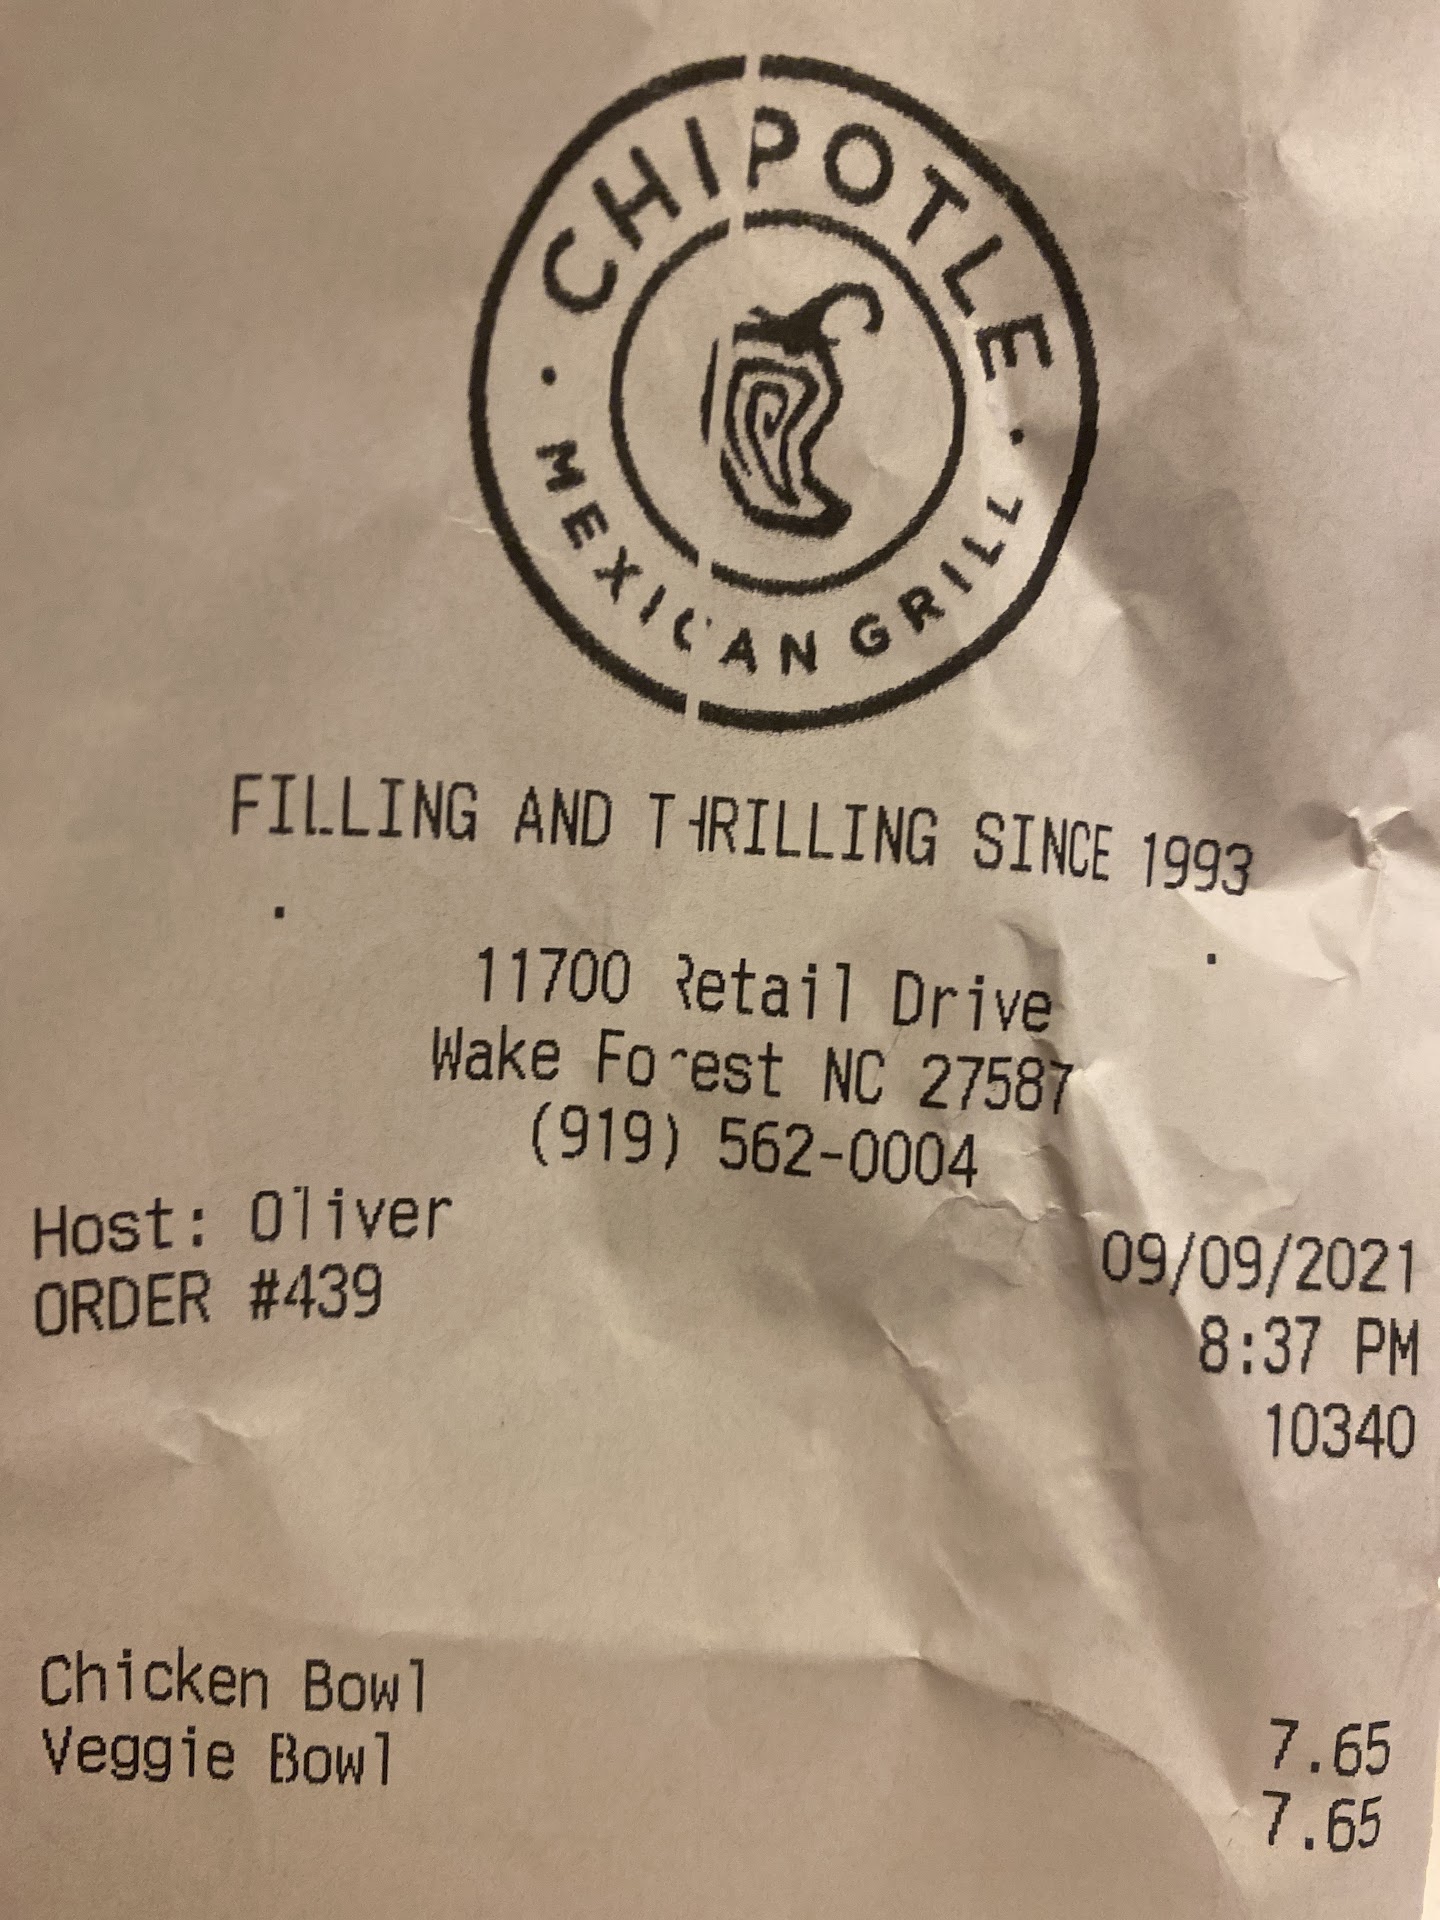 CHIPOTLE
MEXICAN GRILL
FILLING AND THRILLING SINCE 1993
11700 Retail Drive
Wake Forest NC 27587
(919) 562-0004
Host: Oliver
09/09/2021
ORDER #439
8:37 PM
10340
Chicken Bowl 7.65
Veggie Bowl 7.65